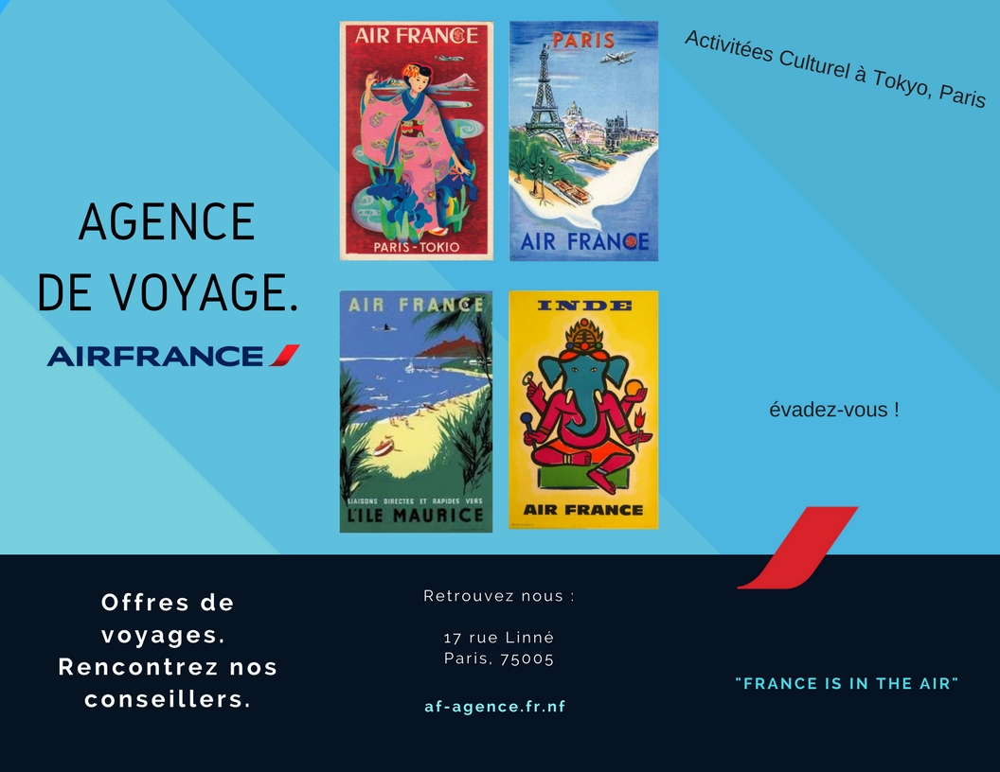 AGENCE
DE VOYAGE.
AIRFRANCE
AIR FRANCE
PARIS-TOKIO
PARIS
AIR FRANCE
AIR FRANCE
LIAISONS DIRECTES ET RAPIDES VERS
L'ILE MAURICE
INDE
AIR FRANCE
Activitées Culturel à Tokyo, Paris
évadez-vous !
Offres de
voyages.
Rencontrez nos
conseillers.
Retrouvez nous :
17 rue Linné
Paris, 75005
af-agence.fr.nf
"FRANCE IS IN THE AIR"